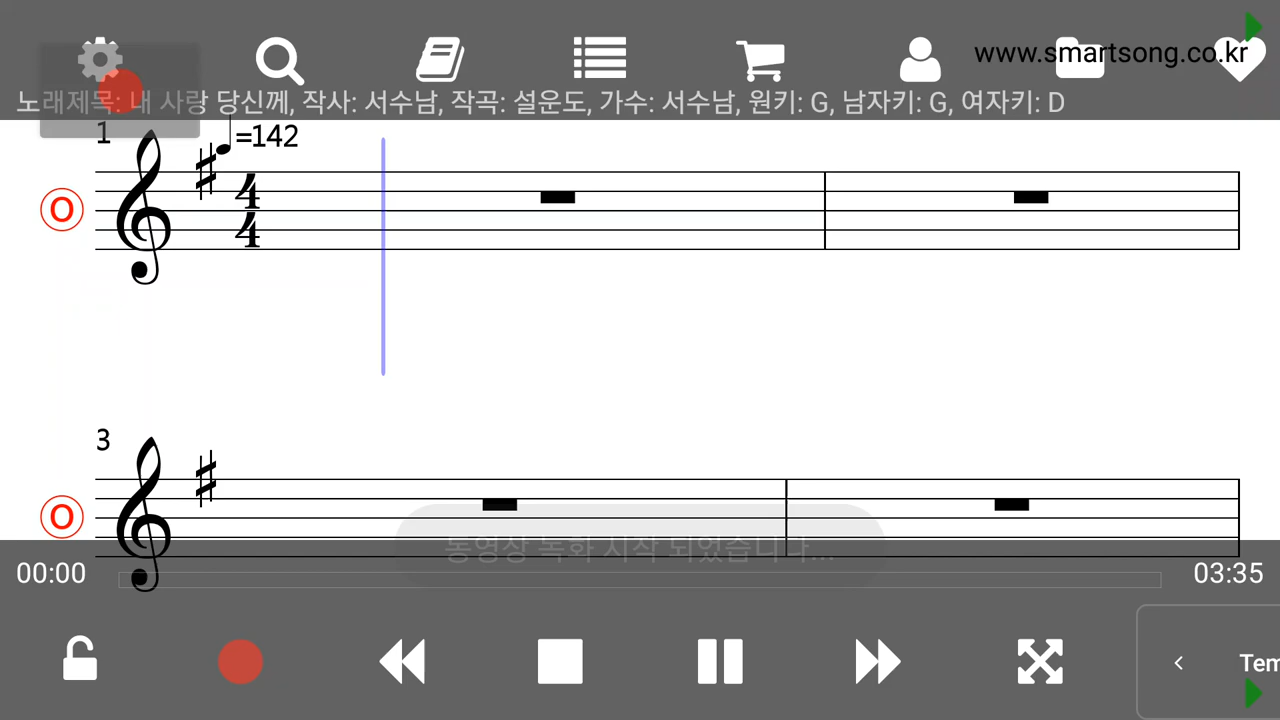 www.smartsong.co.kr
노래제목: 내 사랑 당신께, 작사: 서수남, 작곡: 설운도, 가수: 서수남, 원키: G, 남자키: G, 여자키: D
1
=142
4
4
O
3
O
동영상 녹화 시작 되었습니다...
00:00
03:35
Tem